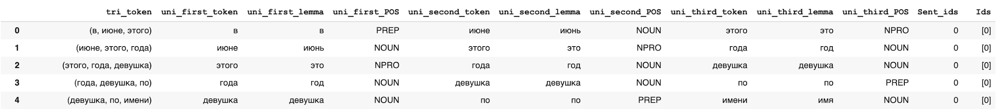 tri_token uni_first_token uni_first_lemma uni_first_POS uni_second_token uni_second_lemma uni_second_POS uni_third_token uni_third_lemma uni_third_POS Sent_ids Ids
0 (в, июне, этого) в в PREP июне июнь NOUN этого это NPRO 0 [0]
1 (июне, этого, года) июне июнь NOUN этого это NPRO года год NOUN 0 [0]
2 (этого, года, девушка) этого это NPRO года год NOUN девушка девушка NOUN 0 [0]
3 (года, девушка, по) года год NOUN девушка девушка NOUN по по PREP 0 [0]
4 (девушка, по, имени) девушка девушка NOUN по по PREP имени имя NOUN 0 [0]